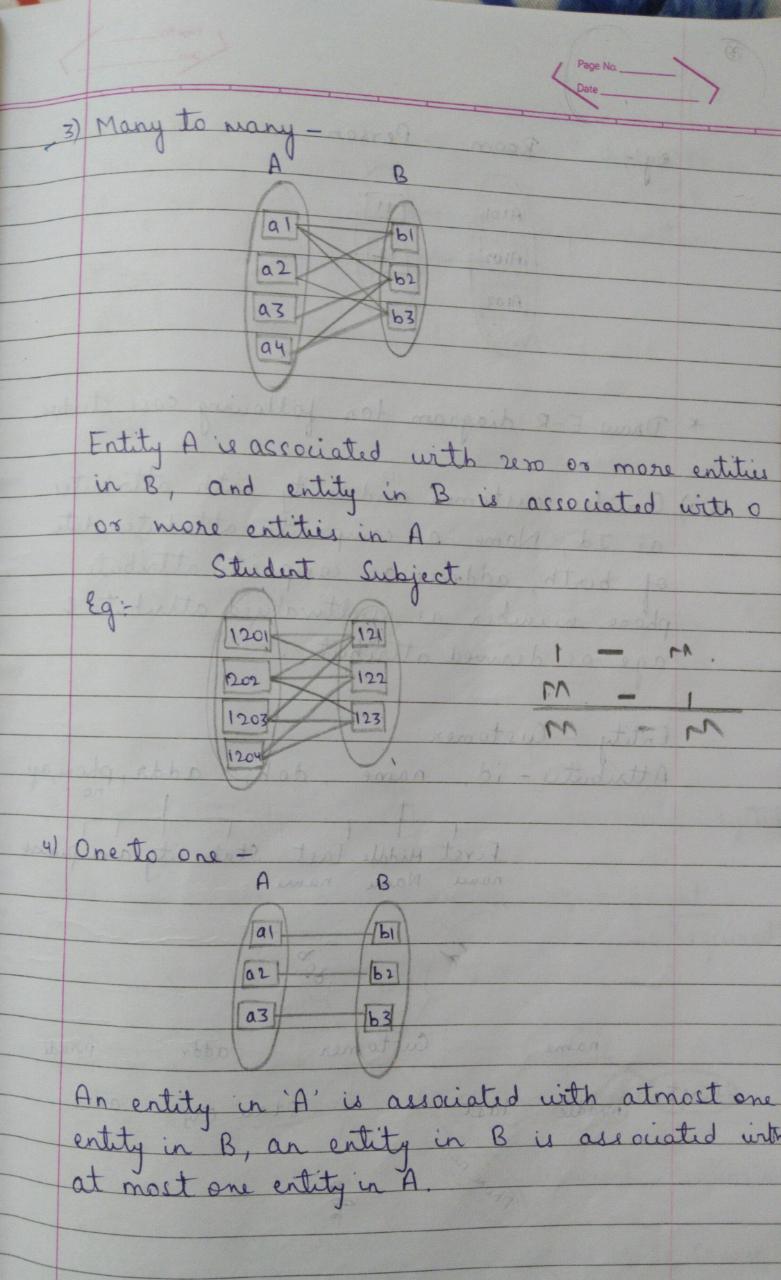 Page No.
Date
3) Many to many -
A B
a1 b1
a2 b2
a3 b3
a4
Entity A is associated with zero or more entities
in B, and entity in B is associated with 0
or more entities in A
Student Subject
Eg:-
1201 121
202 122
1203 123
1204
1 - M.
M - 1
M - M
4) One to one -
A B
a1 b1
a2 b2
a3 b3
An entity in 'A' is associated with atmost one
entity in B, an entity in B is associated with
at most one entity in A.